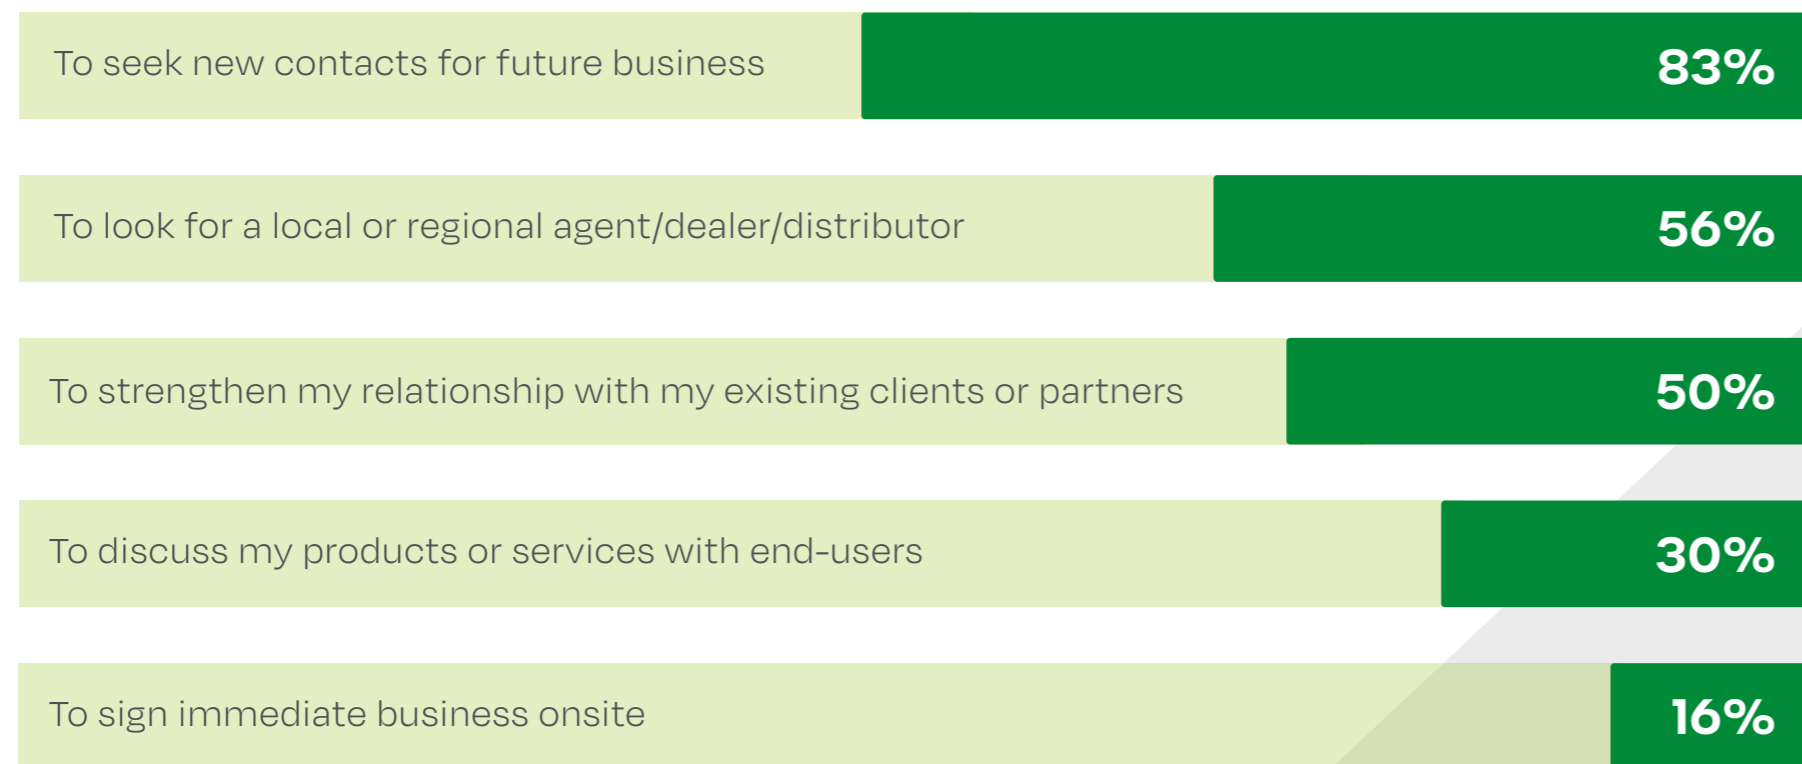 To seek new contacts for future business 83%
To look for a local or regional agent/dealer/distributor 56%
To strengthen my relationship with my existing clients or partners 50%
To discuss my products or services with end-users 30%
To sign immediate business onsite 16%